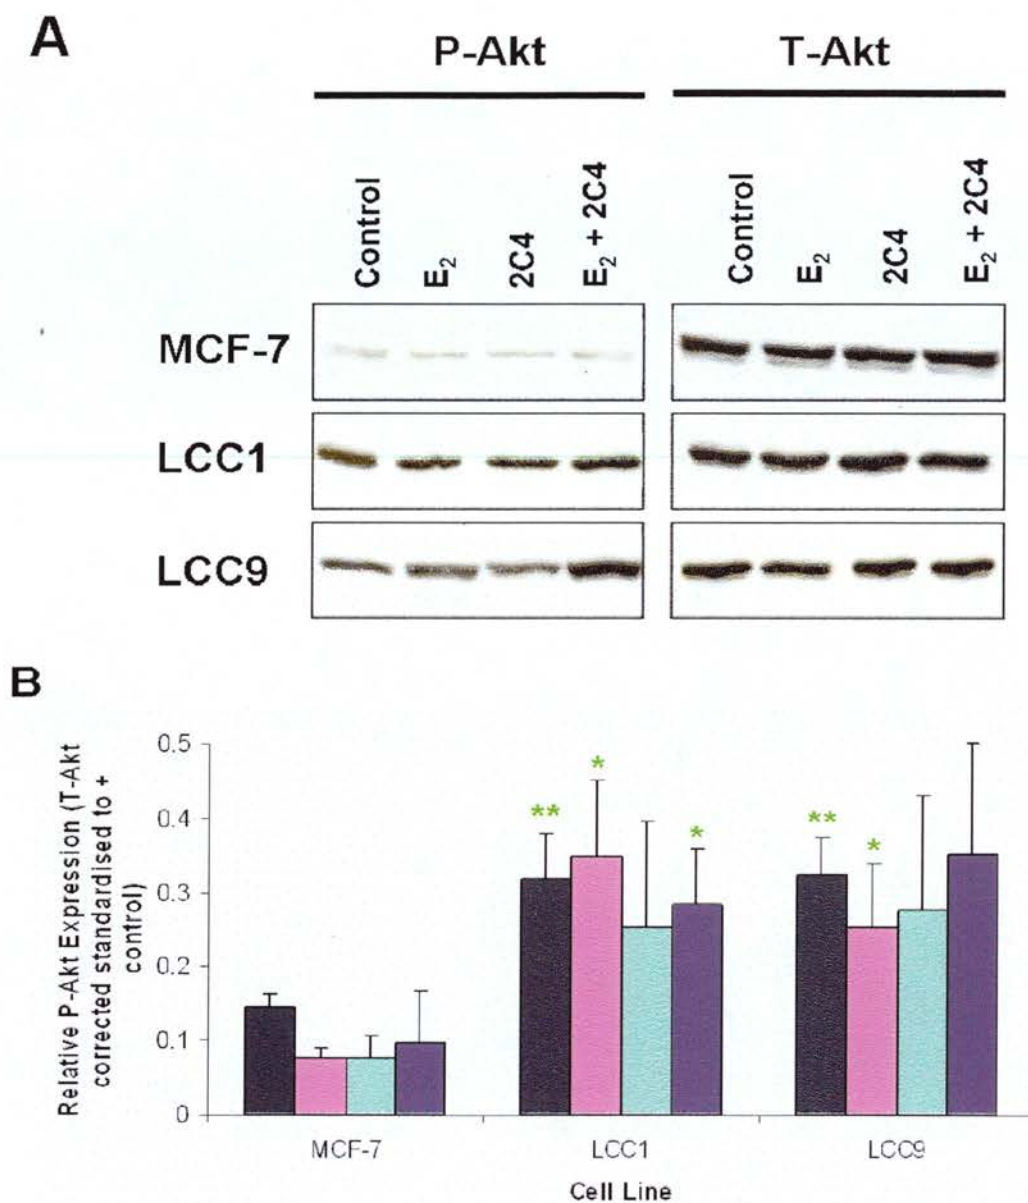 A
P-Akt
T-Akt
Control
E2
2C4
E2 + 2C4
Control
E2
2C4
E2 + 2C4
MCF-7
LCC1
LCC9
B
Relative P-Akt Expression (T-Akt
corrected standardised to +
control)
0.5
0.4
0.3
0.2
0.1
0
**
*
*
**
*
MCF-7
LCC1
LCC9
Cell Line